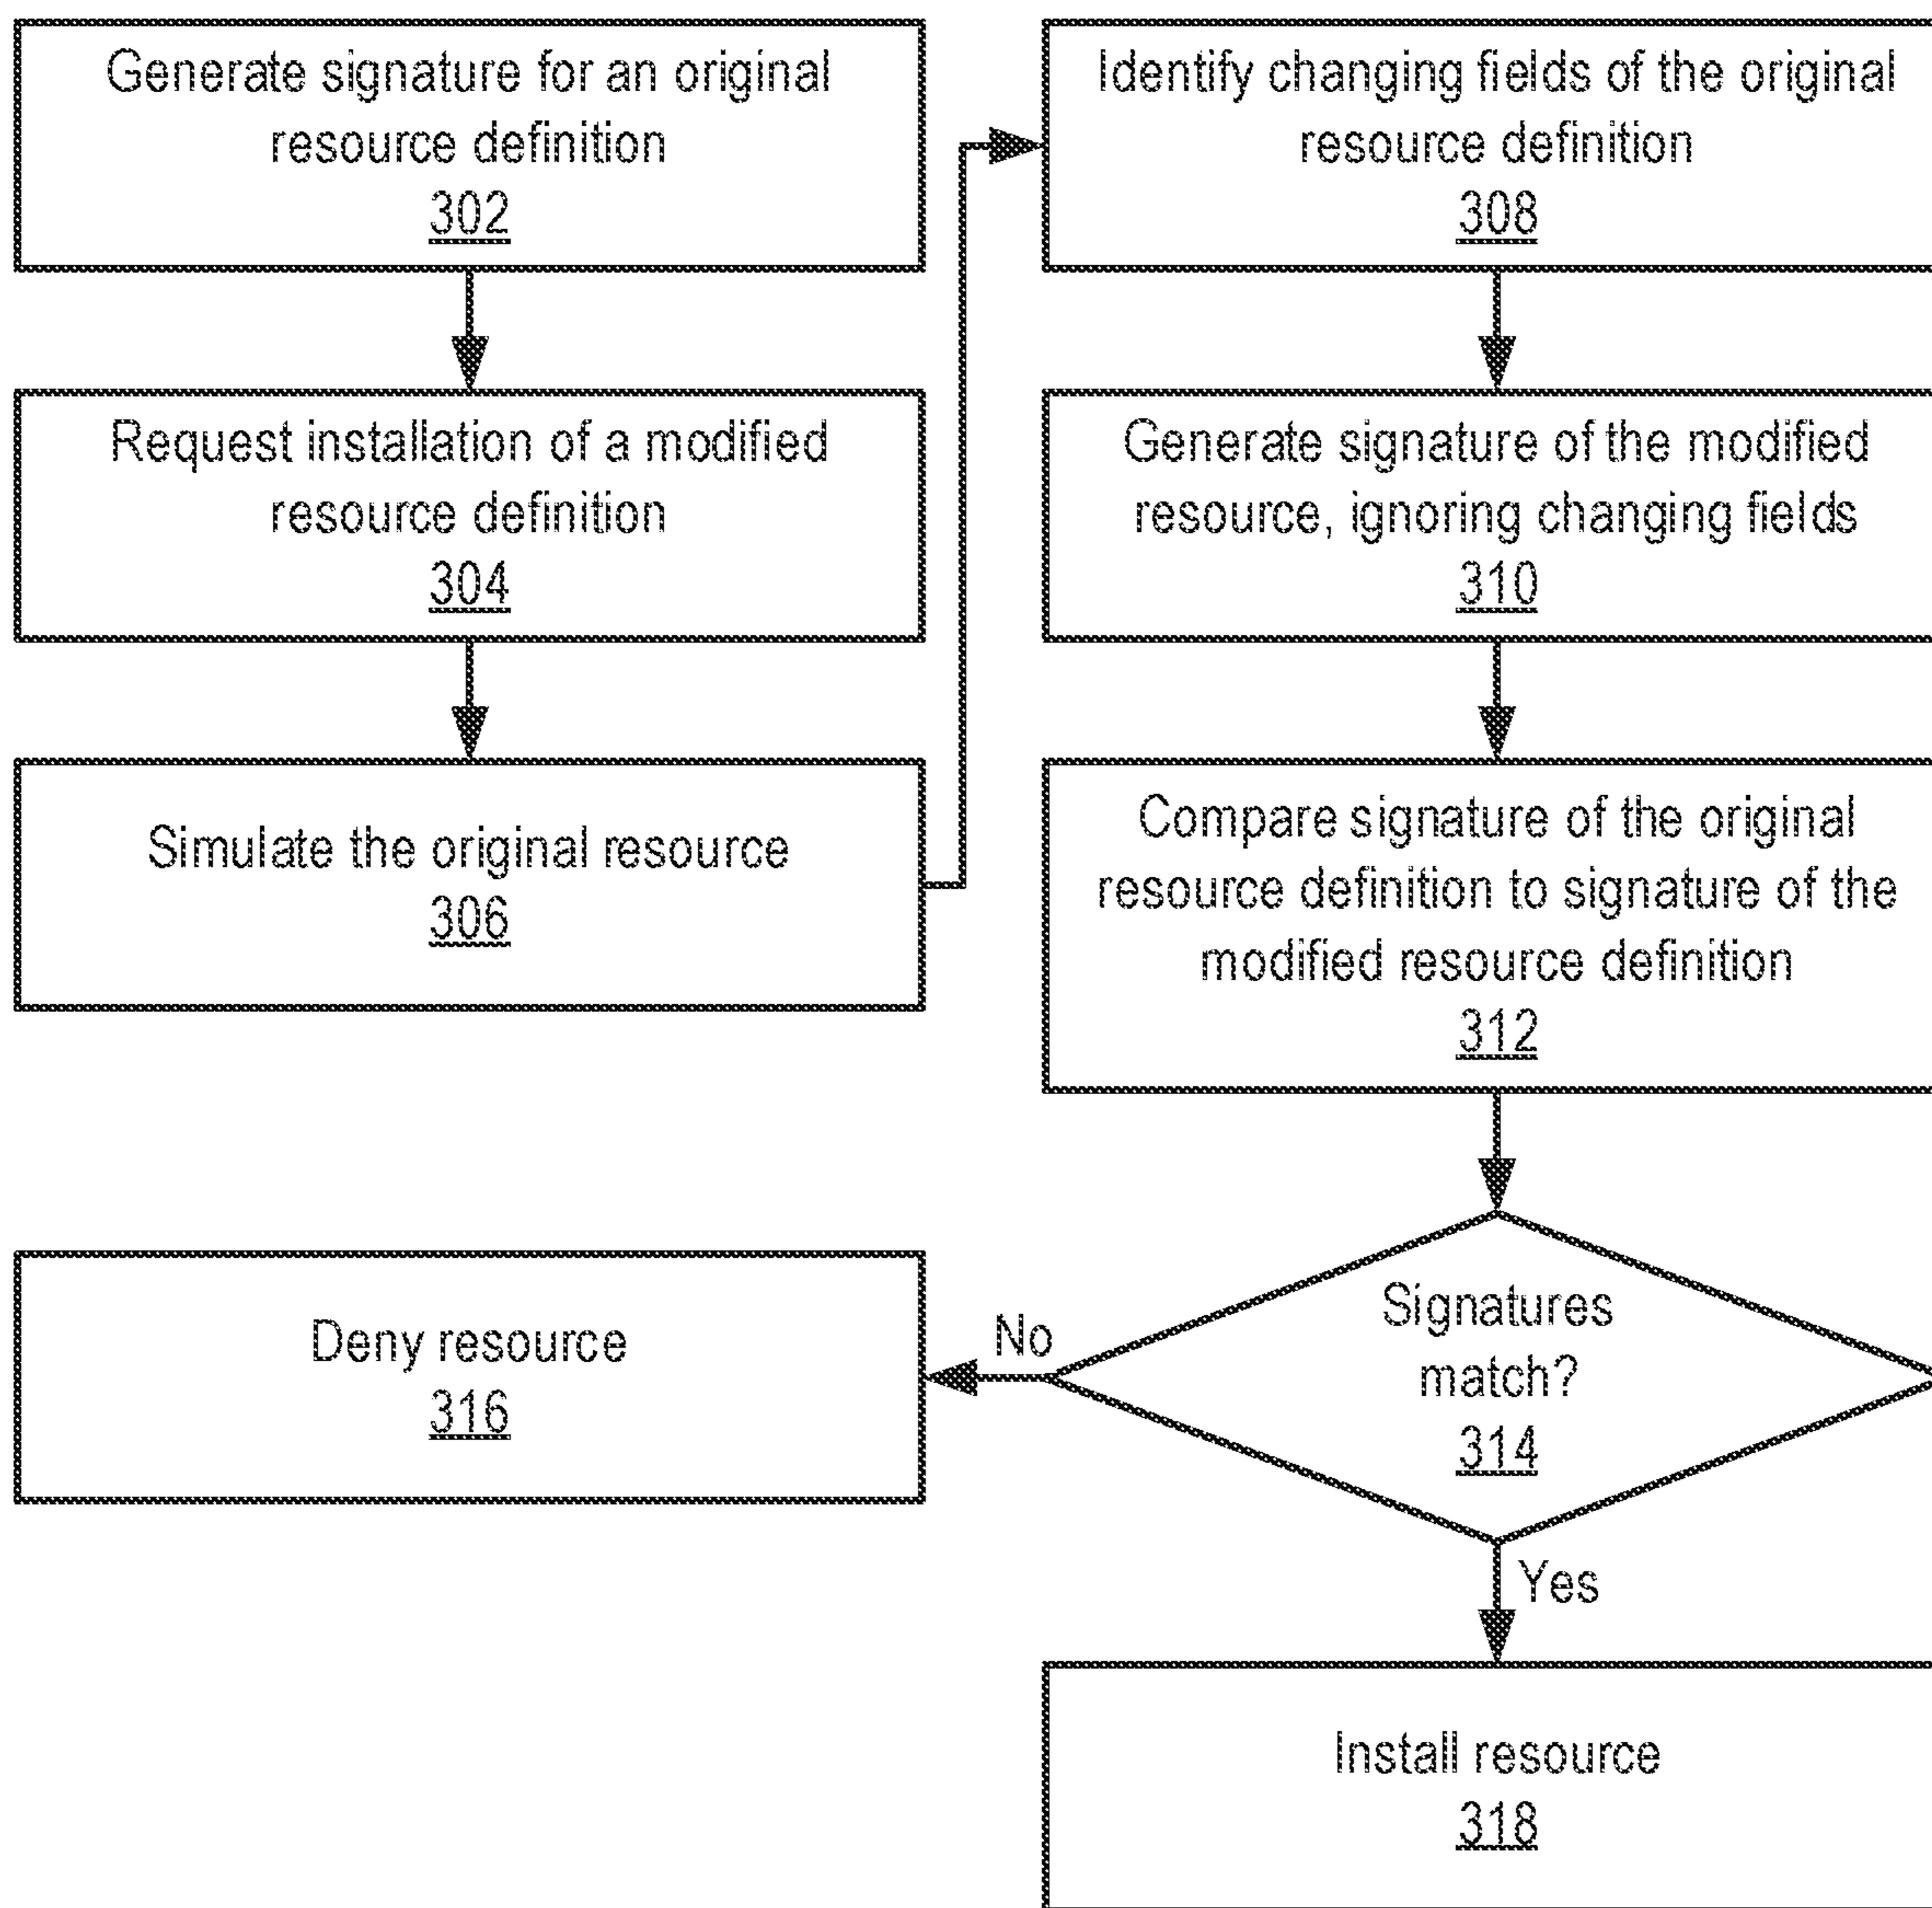 Generate signature for an original
resource definition
302
Request installation of a modified
resource definition
304
Simulate the original resource
306
Identify changing fields of the original
resource definition
308
Generate signature of the modified
resource, ignoring changing fields
310
Compare signature of the original
resource definition to signature of the
modified resource definition
312
Signatures
match?
314
No
Deny resource
316
Yes
Install resource
318